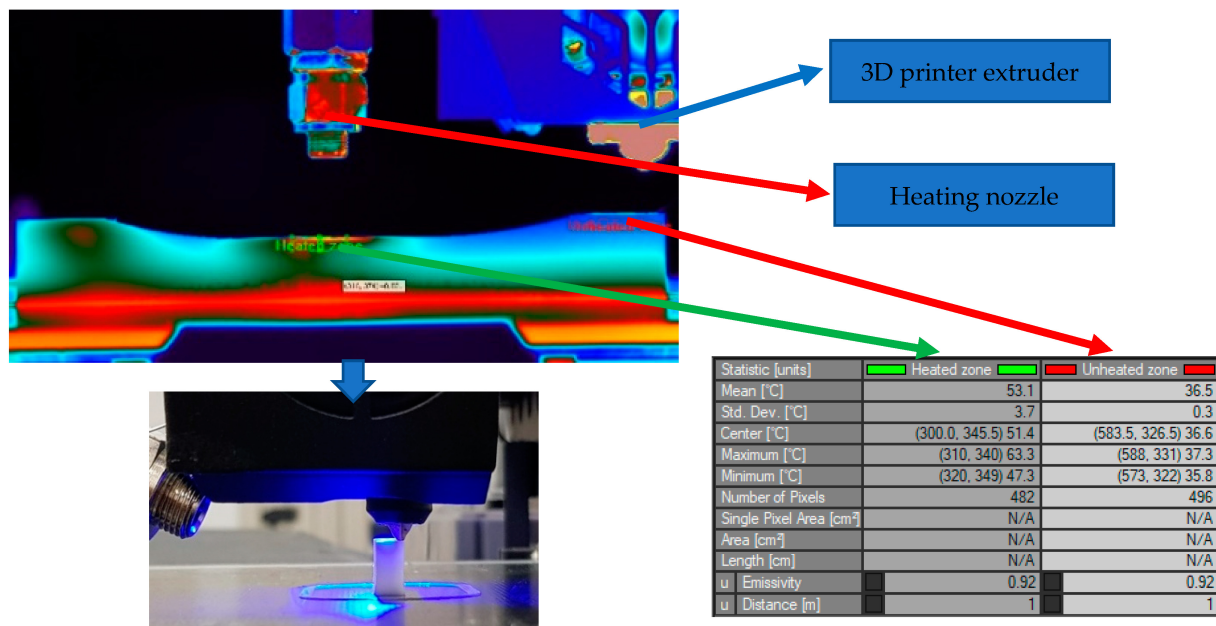 3D printer extruder
Heating nozzle
Heated zone
Statistic [units] Heated zone Unheated zone
Mean [°C] 53.1 36.5
Std. Dev. [°C] 3.7 0.3
Center [°C] (300.0, 345.5) 51.4 (583.5, 326.5) 36.6
Maximum [°C] (310, 340) 63.3 (588, 331) 37.3
Minimum [°C] (320, 349) 47.3 (573, 322) 35.8
Number of Pixels 482 496
Single Pixel Area [cm²] N/A N/A
Area [cm²] N/A N/A
Length [cm] N/A N/A
u Emissivity 0.92 0.92
u Distance [m] 1 1